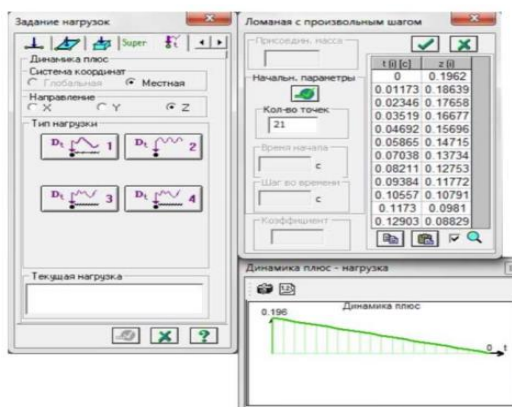 Задание нагрузок
Super
Динамика плюс
Система координат
Глобальная Местная
Направление
X Y Z
Тип нагрузки
Dt 1 Dt 2
Dt 3 Dt 4
Текущая нагрузка
?
Ломаная с произвольным шагом
Присоедин. масса
Начальн. параметры
Кол-во точек
21
Время начала
с
Шаг во времени
с
Коэффициент
t (i) [c] z (i)
0 0.1962
0.01173 0.18639
0.02346 0.17658
0.03519 0.16677
0.04692 0.15696
0.05865 0.14715
0.07038 0.13734
0.08211 0.12753
0.09384 0.11772
0.10557 0.10791
0.1173 0.0981
0.12903 0.08829
Динамика плюс - нагрузка
Динамика плюс
0.196
0 t